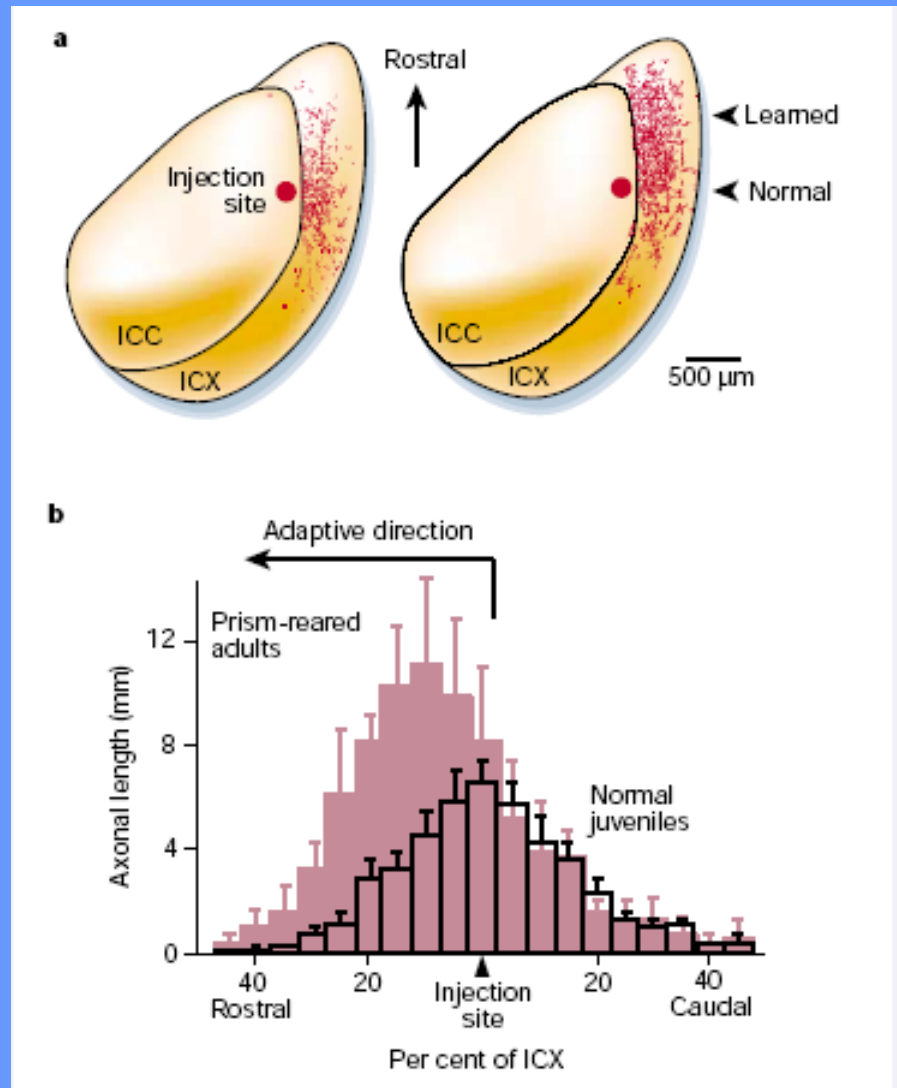 a
Rostral
Learned
Injection
site
Normal
ICC
ICX
ICC
ICX
500 µm
b
Adaptive direction
Prism-reared
adults
Normal
juveniles
Axonal length (mm)
12
8
4
0
40
20
20
40
Rostral
Injection
site
Caudal
Per cent of ICX